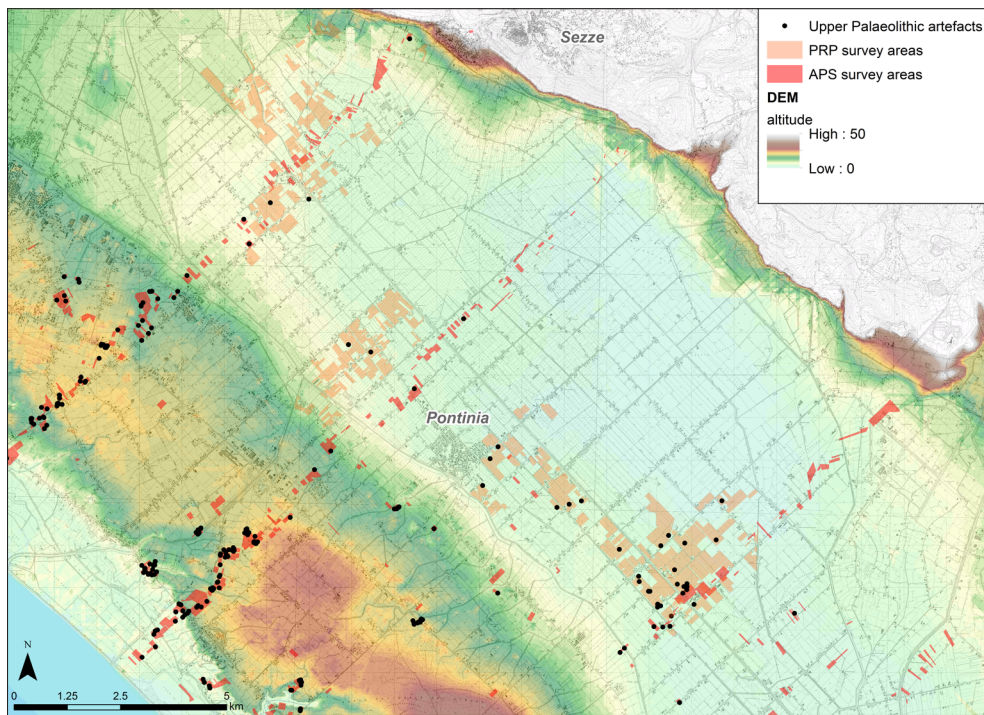 Sezze
Upper Palaeolithic artefacts
PRP survey areas
APS survey areas
DEM
altitude
High : 50
Low : 0
Pontinia
N
0 1.25 2.5 5
km